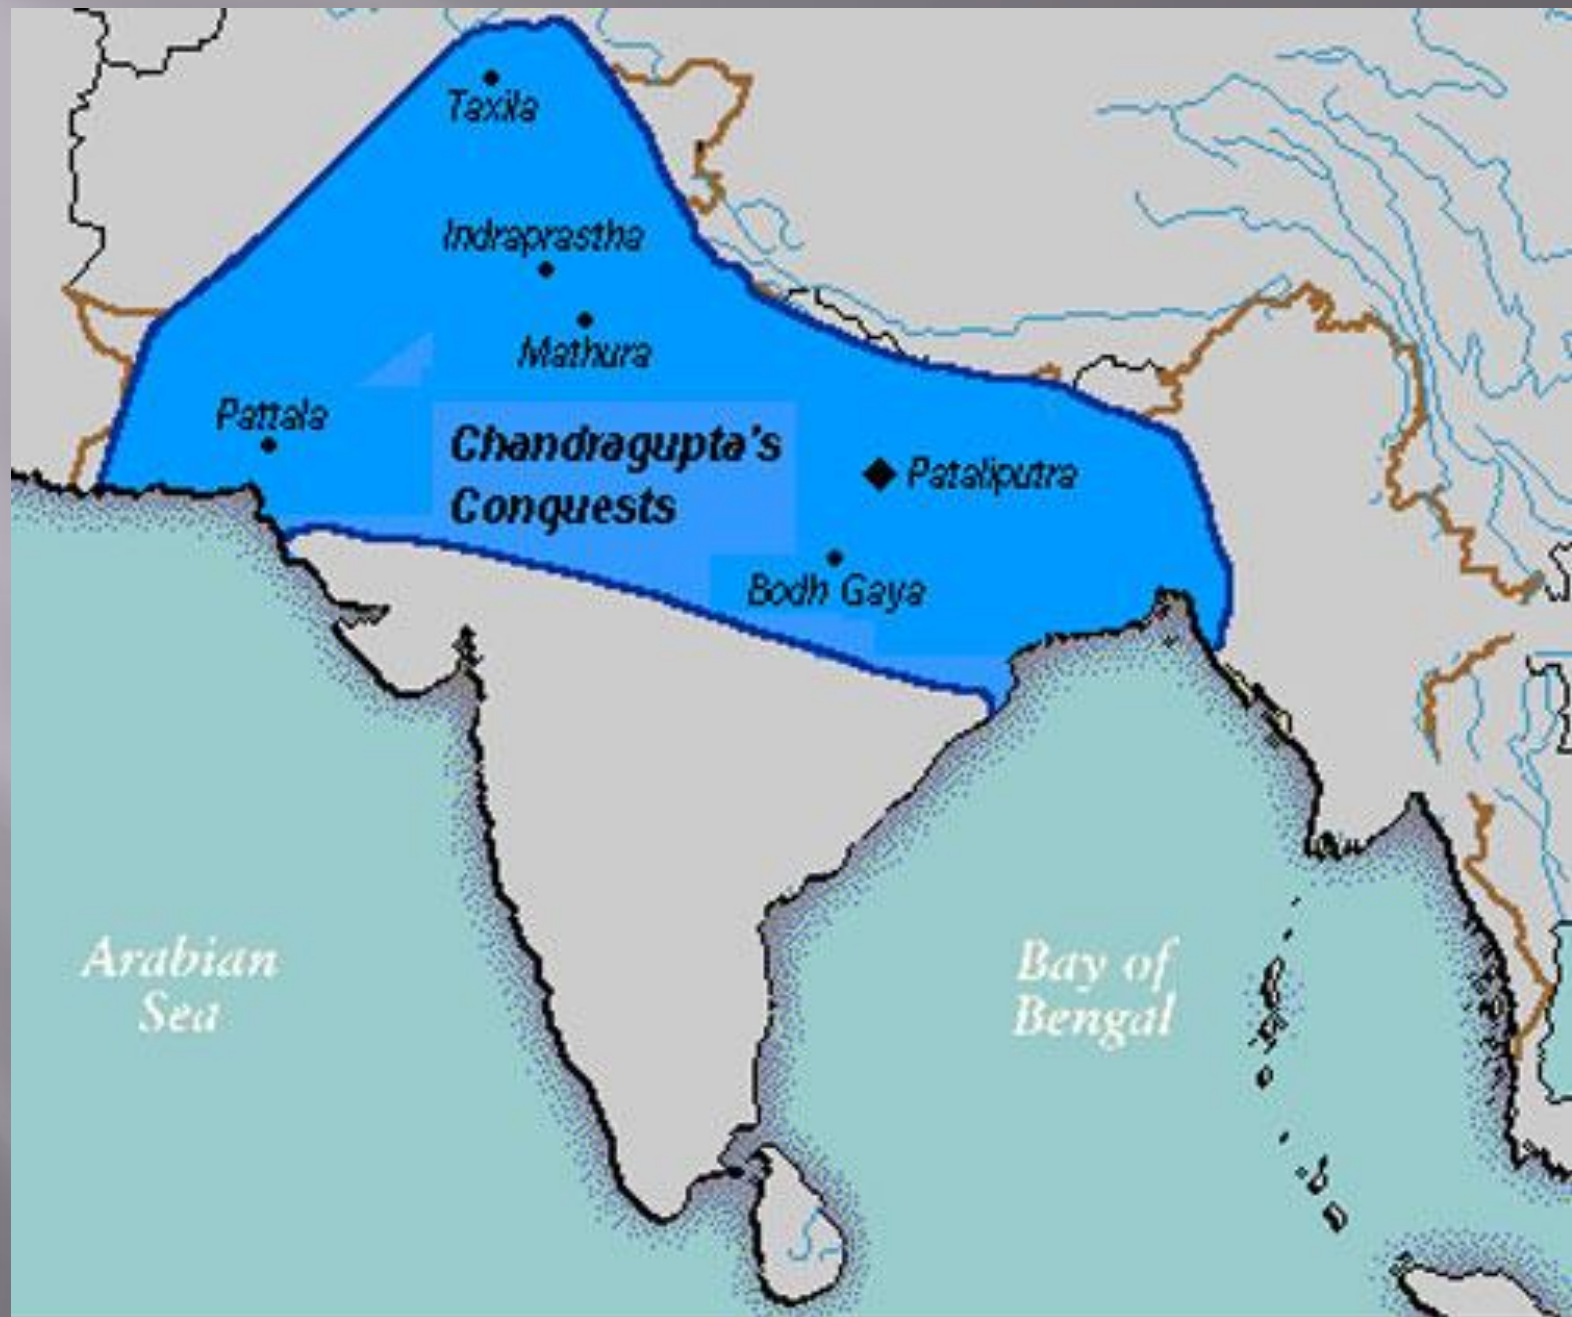 Taxila
Indraprastha
Mathura
Pattala
Chandragupta's
Conquests
Pataliputra
Bodh Gaya
Arabian
Sea
Bay of
Bengal